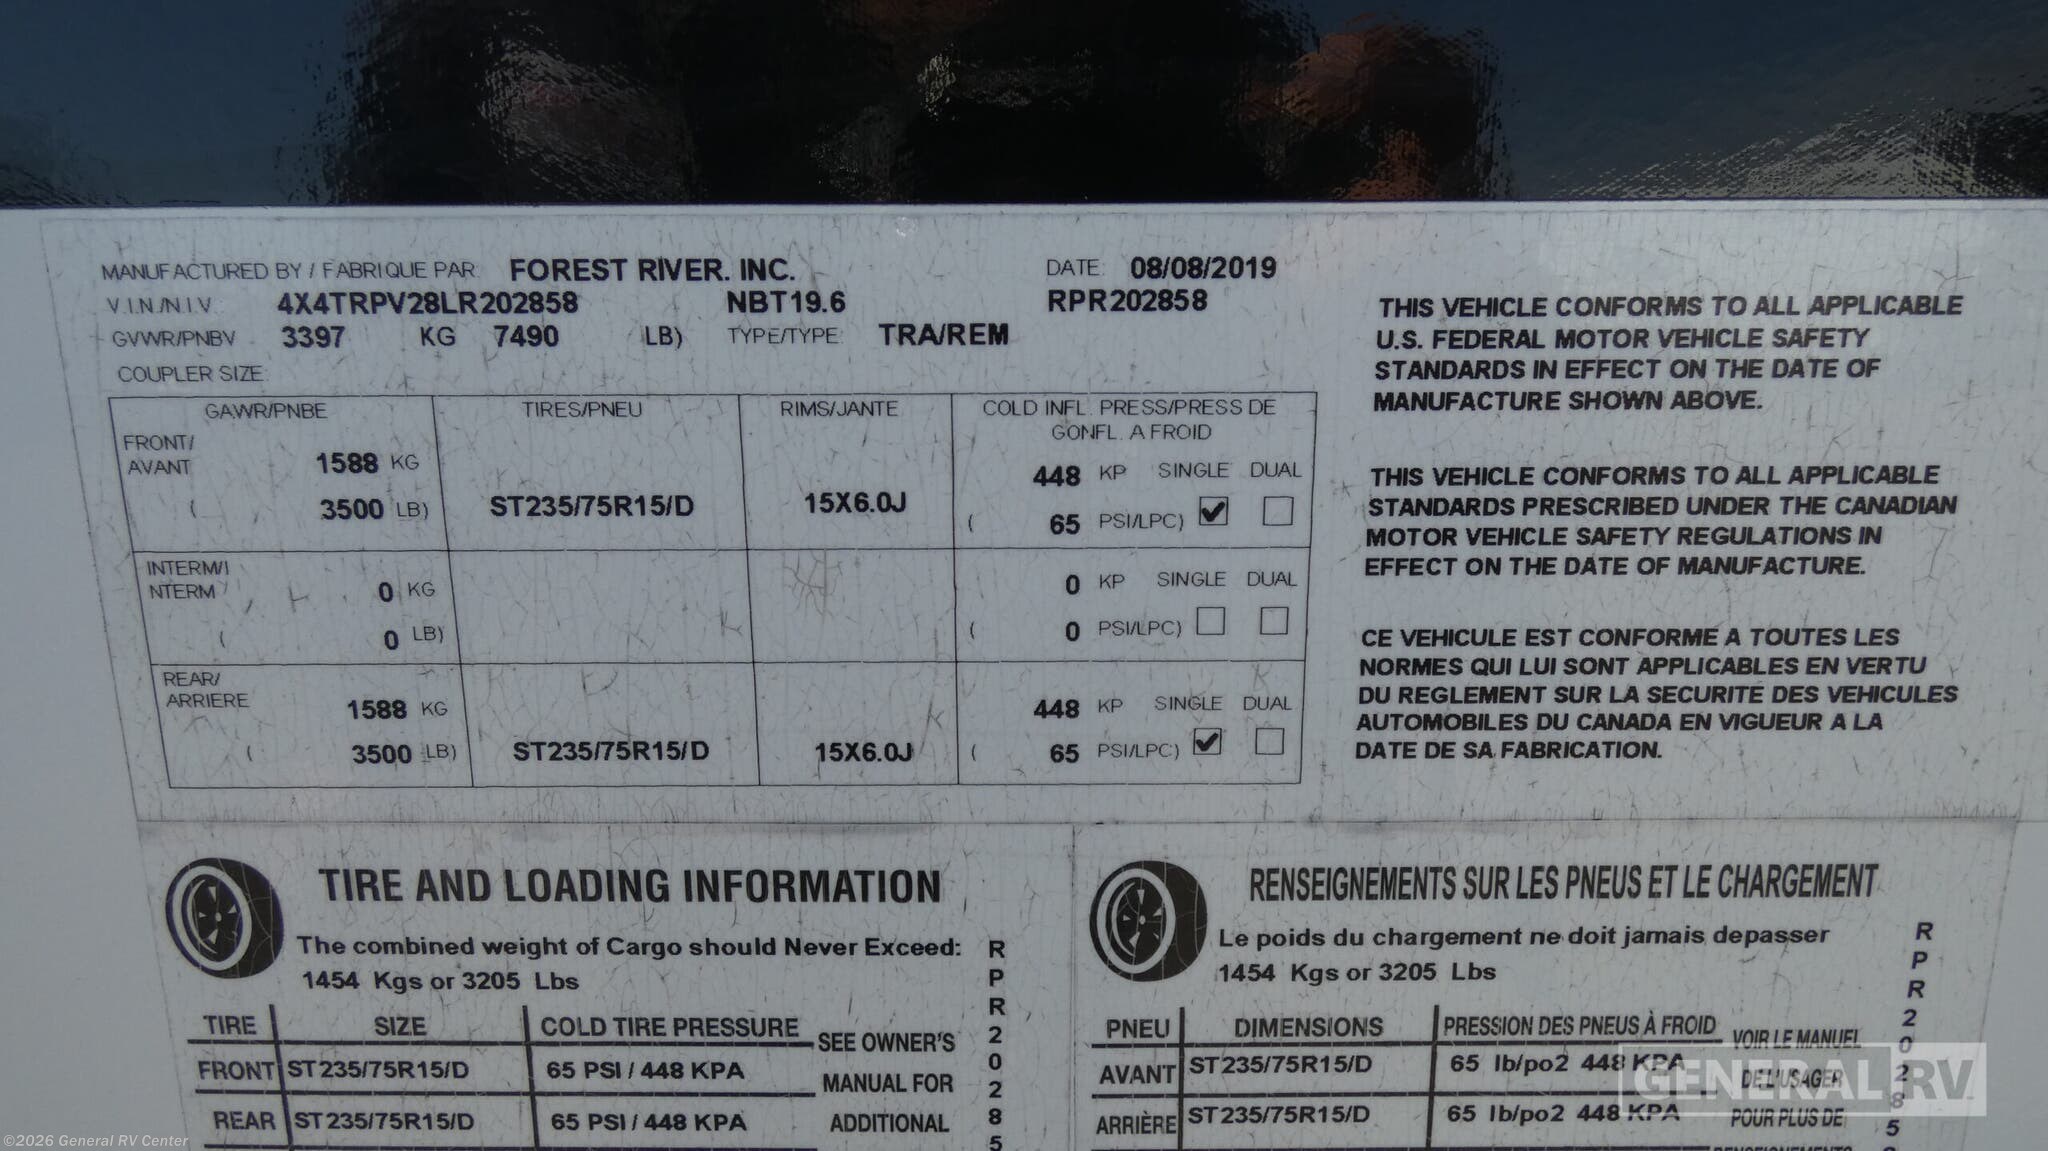 MANUFACTURED BY / FABRIQUE PAR: FOREST RIVER, INC. DATE: 08/08/2019
V.I.N./N.I.V. 4X4TRPV28LR202858 NBT19.6 RPR202858
GVWR/PNBV 3397 KG 7490 LB) TYPE/TYPE: TRA/REM
COUPLER SIZE:
GAWR/PNBE TIRES/PNEU RIMS/JANTE COLD INFL. PRESS/PRESS DE
GONFL. A FROID
FRONT/
AVANT 1588 KG 448 KP SINGLE DUAL
( 3500 LB) ST235/75R15/D 15X6.0J ( 65 PSI/LPC)
INTERM/I
NTERM 0 KG 0 KP SINGLE DUAL
( 0 LB) ( 0 PSI/LPC)
REAR/
ARRIERE 1588 KG 448 KP SINGLE DUAL
( 3500 LB) ST235/75R15/D 15X6.0J ( 65 PSI/LPC)
THIS VEHICLE CONFORMS TO ALL APPLICABLE
U.S. FEDERAL MOTOR VEHICLE SAFETY
STANDARDS IN EFFECT ON THE DATE OF
MANUFACTURE SHOWN ABOVE.
THIS VEHICLE CONFORMS TO ALL APPLICABLE
STANDARDS PRESCRIBED UNDER THE CANADIAN
MOTOR VEHICLE SAFETY REGULATIONS IN
EFFECT ON THE DATE OF MANUFACTURE.
CE VEHICULE EST CONFORME A TOUTES LES
NORMES QUI LUI SONT APPLICABLES EN VERTU
DU REGLEMENT SUR LA SECURITE DES VEHICULES
AUTOMOBILES DU CANADA EN VIGUEUR A LA
DATE DE SA FABRICATION.
TIRE AND LOADING INFORMATION
The combined weight of Cargo should Never Exceed:
1454 Kgs or 3205 Lbs
TIRE SIZE COLD TIRE PRESSURE
FRONT ST235/75R15/D 65 PSI / 448 KPA
REAR ST235/75R15/D 65 PSI / 448 KPA
SEE OWNER'S
MANUAL FOR
ADDITIONAL
RPR20285
RENSEIGNEMENTS SUR LES PNEUS ET LE CHARGEMENT
Le poids du chargement ne doit jamais depasser
1454 Kgs or 3205 Lbs
PNEU DIMENSIONS PRESSION DES PNEUS À FROID
AVANT ST235/75R15/D 65 lb/po2 448 KPA
ARRIÈRE ST235/75R15/D 65 lb/po2 448 KPA
VOIR LE MANUEL
DE L'USAGER
POUR PLUS DE
RPR20285
GENERAL RV
©2026 General RV Center